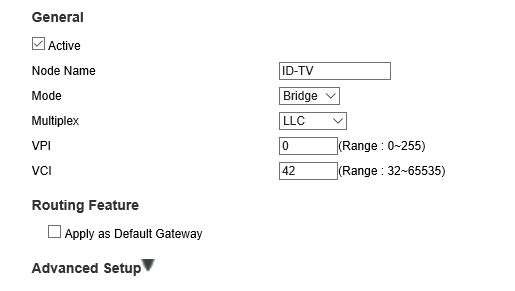 General
Active
Node Name ID-TV
Mode Bridge
Multiplex LLC
VPI 0 (Range : 0~255)
VCI 42 (Range : 32~65535)
Routing Feature
Apply as Default Gateway
Advanced Setup